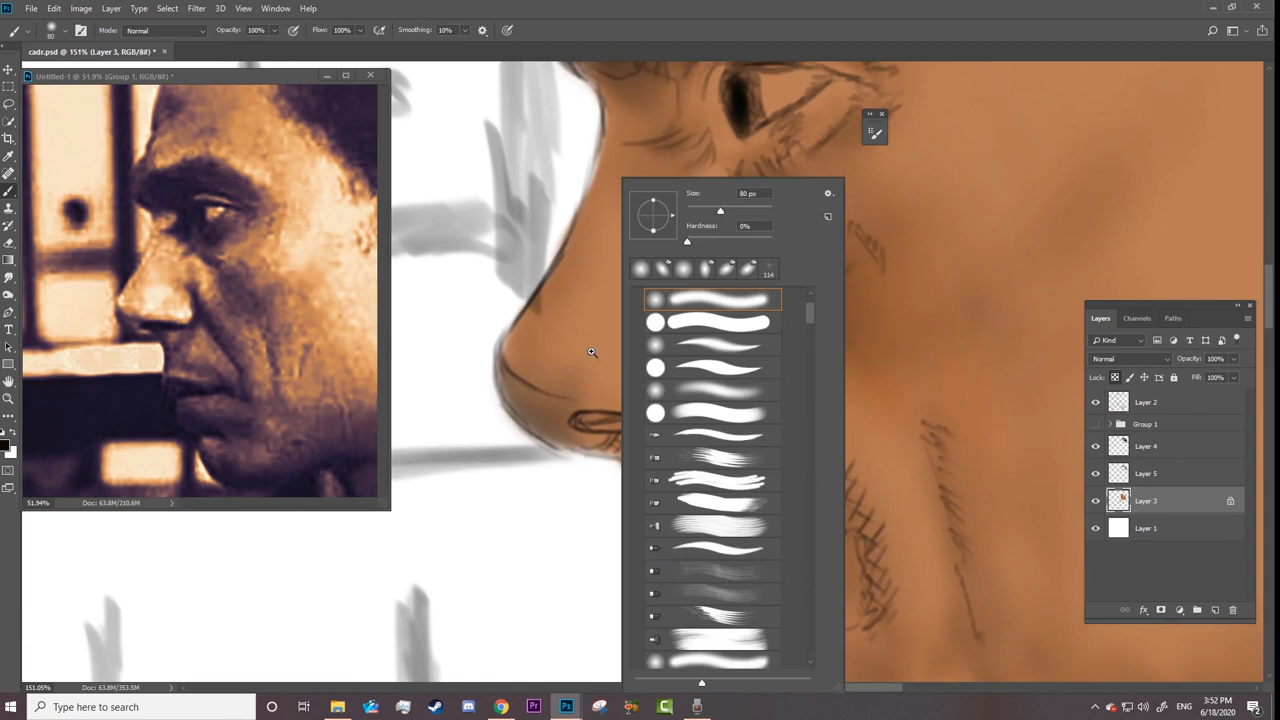 File Edit Image Layer Type Select Filter 3D View Window Help
80 Mode: Normal Opacity: 100% Flow: 100% Smoothing: 10%
cadr.psd @ 151% (Layer 3, RGB/8#) *
Untitled-1 @ 51.9% (Group 1, RGB/8#) *
Size: 80 px
Hardness: 0%
114
51.94% Doc: 63.8M/210.6M
Layers Channels Paths
Kind
Normal Opacity: 100%
Lock: Fill: 100%
Layer 2
Group 1
Layer 4
Layer 5
Layer 3
Layer 1
151.05% Doc: 63.8M/353.5M
Type here to search
ENG
3:52 PM
6/18/2020
2